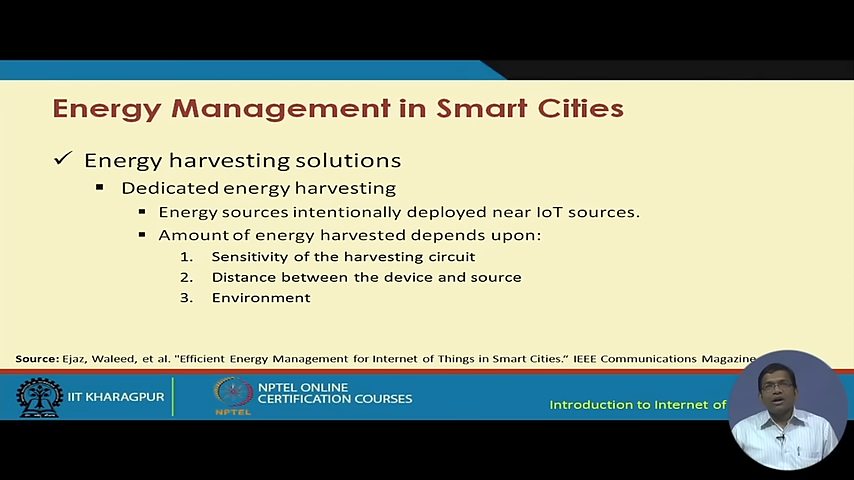 Energy Management in Smart Cities
✓ Energy harvesting solutions
▪ Dedicated energy harvesting
▪ Energy sources intentionally deployed near IoT sources.
▪ Amount of energy harvested depends upon:
1. Sensitivity of the harvesting circuit
2. Distance between the device and source
3. Environment
Source: Ejaz, Waleed, et al. "Efficient Energy Management for Internet of Things in Smart Cities.” IEEE Communications Magazine
IIT KHARAGPUR
NPTEL
NPTEL ONLINE
CERTIFICATION COURSES
Introduction to Internet of